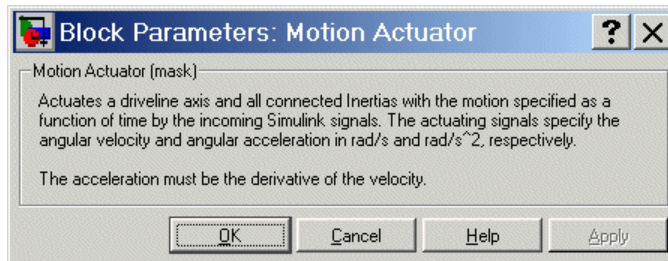 Block Parameters: Motion Actuator
?
Motion Actuator (mask)
Actuates a driveline axis and all connected Inertias with the motion specified as a
function of time by the incoming Simulink signals. The actuating signals specify the
angular velocity and angular acceleration in rad/s and rad/s^2, respectively.
The acceleration must be the derivative of the velocity.
OK Cancel Help Apply